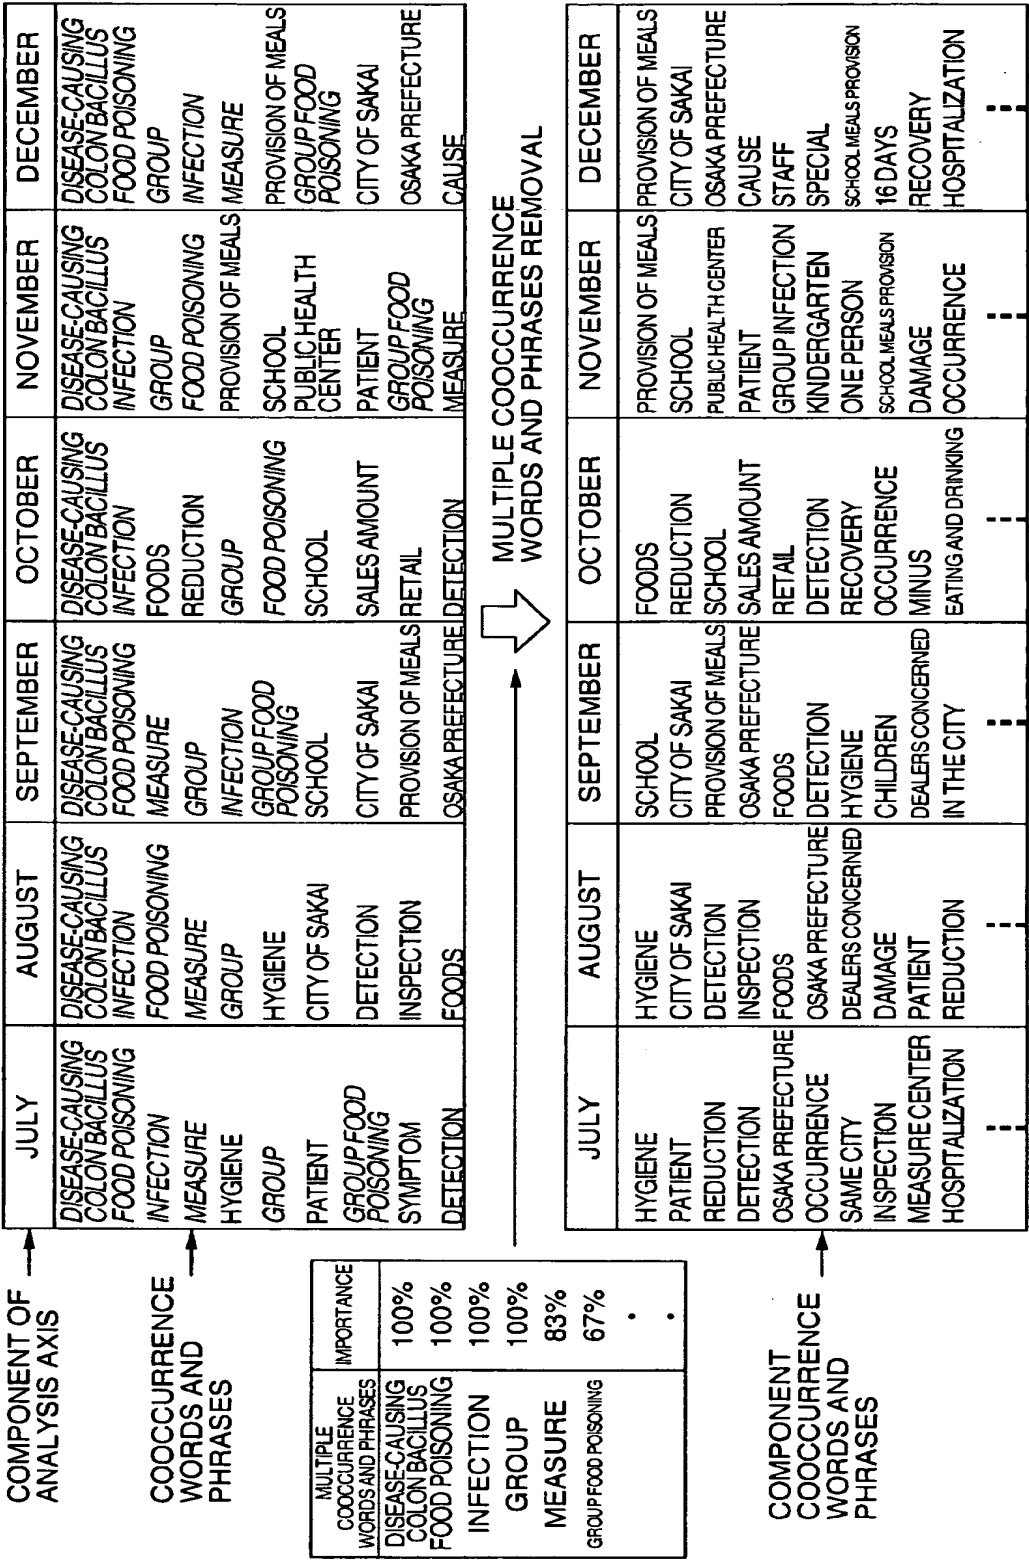 COMPONENT OF
ANALYSIS AXIS
COOCCURRENCE
WORDS AND
PHRASES
JULY
DISEASE-CAUSING
COLON BACILLUS
FOOD POISONING
INFECTION
MEASURE
HYGIENE
GROUP
PATIENT
GROUP FOOD
POISONING
SYMPTOM
DETECTION
AUGUST
DISEASE-CAUSING
COLON BACILLUS
INFECTION
FOOD POISONING
MEASURE
GROUP
HYGIENE
CITY OF SAKAI
DETECTION
INSPECTION
FOODS
SEPTEMBER
DISEASE-CAUSING
COLON BACILLUS
FOOD POISONING
MEASURE
GROUP
INFECTION
GROUP FOOD
POISONING
SCHOOL
CITY OF SAKAI
PROVISION OF MEALS
OSAKA PREFECTURE
OCTOBER
DISEASE-CAUSING
COLON BACILLUS
INFECTION
FOODS
REDUCTION
GROUP
FOOD POISONING
SCHOOL
SALES AMOUNT
RETAIL
DETECTION
NOVEMBER
DISEASE-CAUSING
COLON BACILLUS
INFECTION
GROUP
FOOD POISONING
PROVISION OF MEALS
SCHOOL
PUBLIC HEALTH
CENTER
PATIENT
GROUP FOOD
POISONING
MEASURE
DECEMBER
DISEASE-CAUSING
COLON BACILLUS
FOOD POISONING
GROUP
INFECTION
MEASURE
PROVISION OF MEALS
GROUP FOOD
POISONING
CITY OF SAKAI
OSAKA PREFECTURE
CAUSE
MULTIPLE
COOCCURRENCE
WORDS AND PHRASES
IMPORTANCE
DISEASE-CAUSING
COLON BACILLUS 100%
FOOD POISONING 100%
INFECTION 100%
GROUP 100%
MEASURE 83%
GROUP FOOD POISONING 67%
MULTIPLE COOCCURRENCE
WORDS AND PHRASES REMOVAL
COMPONENT
COOCCURRENCE
WORDS AND
PHRASES
JULY
HYGIENE
PATIENT
REDUCTION
DETECTION
OSAKA PREFECTURE
OCCURRENCE
SAME CITY
INSPECTION
MEASURE CENTER
HOSPITALIZATION
AUGUST
HYGIENE
CITY OF SAKAI
DETECTION
INSPECTION
FOODS
OSAKA PREFECTURE
DEALERS CONCERNED
DAMAGE
PATIENT
REDUCTION
SEPTEMBER
SCHOOL
CITY OF SAKAI
PROVISION OF MEALS
OSAKA PREFECTURE
FOODS
DETECTION
HYGIENE
CHILDREN
DEALERS CONCERNED
IN THE CITY
OCTOBER
FOODS
REDUCTION
SCHOOL
SALES AMOUNT
RETAIL
DETECTION
RECOVERY
OCCURRENCE
MINUS
EATING AND DRINKING
NOVEMBER
PROVISION OF MEALS
SCHOOL
PUBLIC HEALTH CENTER
PATIENT
GROUP INFECTION
KINDERGARTEN
ONE PERSON
SCHOOL MEALS PROVISION
DAMAGE
OCCURRENCE
DECEMBER
PROVISION OF MEALS
CITY OF SAKAI
OSAKA PREFECTURE
CAUSE
STAFF
SPECIAL
SCHOOL MEALS PROVISION
16 DAYS
RECOVERY
HOSPITALIZATION